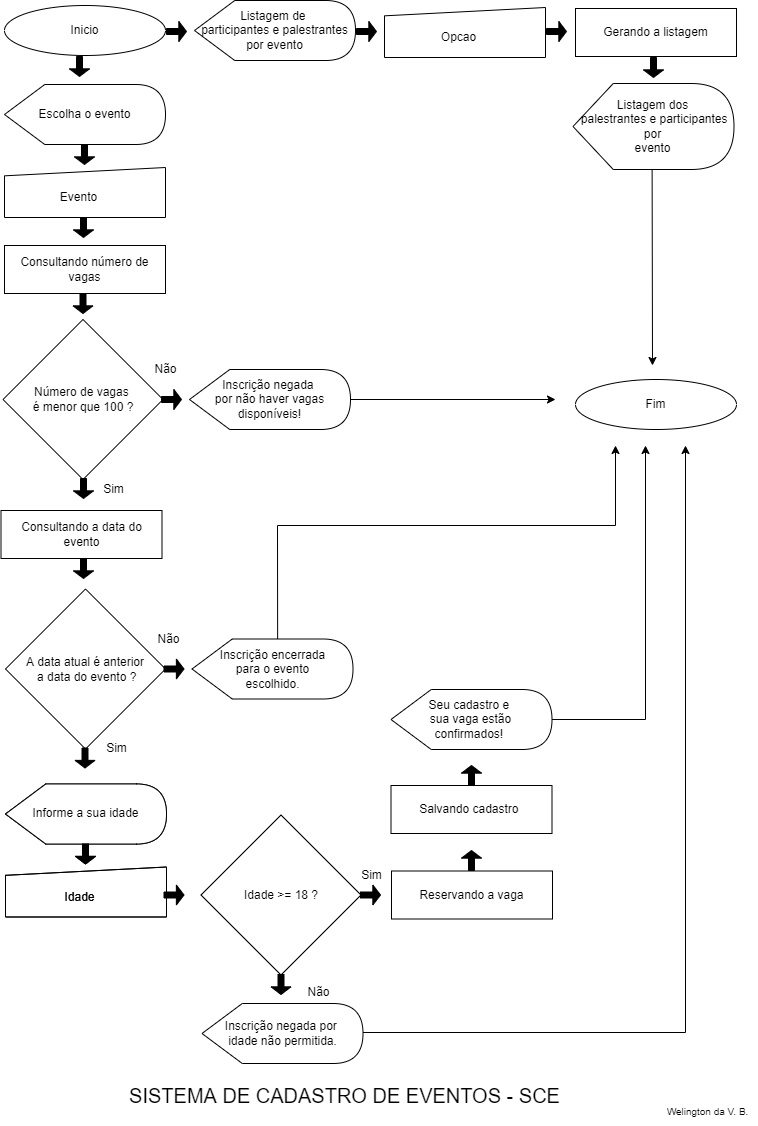 Inicio
Listagem de
participantes e palestrantes
por evento
Opcao
Gerando a listagem
Listagem dos
palestrantes e participantes
por
evento
Escolha o evento
Evento
Consultando número de
vagas
Número de vagas
é menor que 100 ?
Não
Inscrição negada
por não haver vagas
disponíveis!
Fim
Sim
Consultando a data do
evento
A data atual é anterior
a data do evento ?
Não
Inscrição encerrada
para o evento
escolhido.
Sim
Informe a sua idade
Idade
Idade >= 18 ?
Sim
Reservando a vaga
Salvando cadastro
Seu cadastro e
sua vaga estão
confirmados!
Não
Inscrição negada por
idade não permitida.
SISTEMA DE CADASTRO DE EVENTOS - SCE
Welington da V. B.